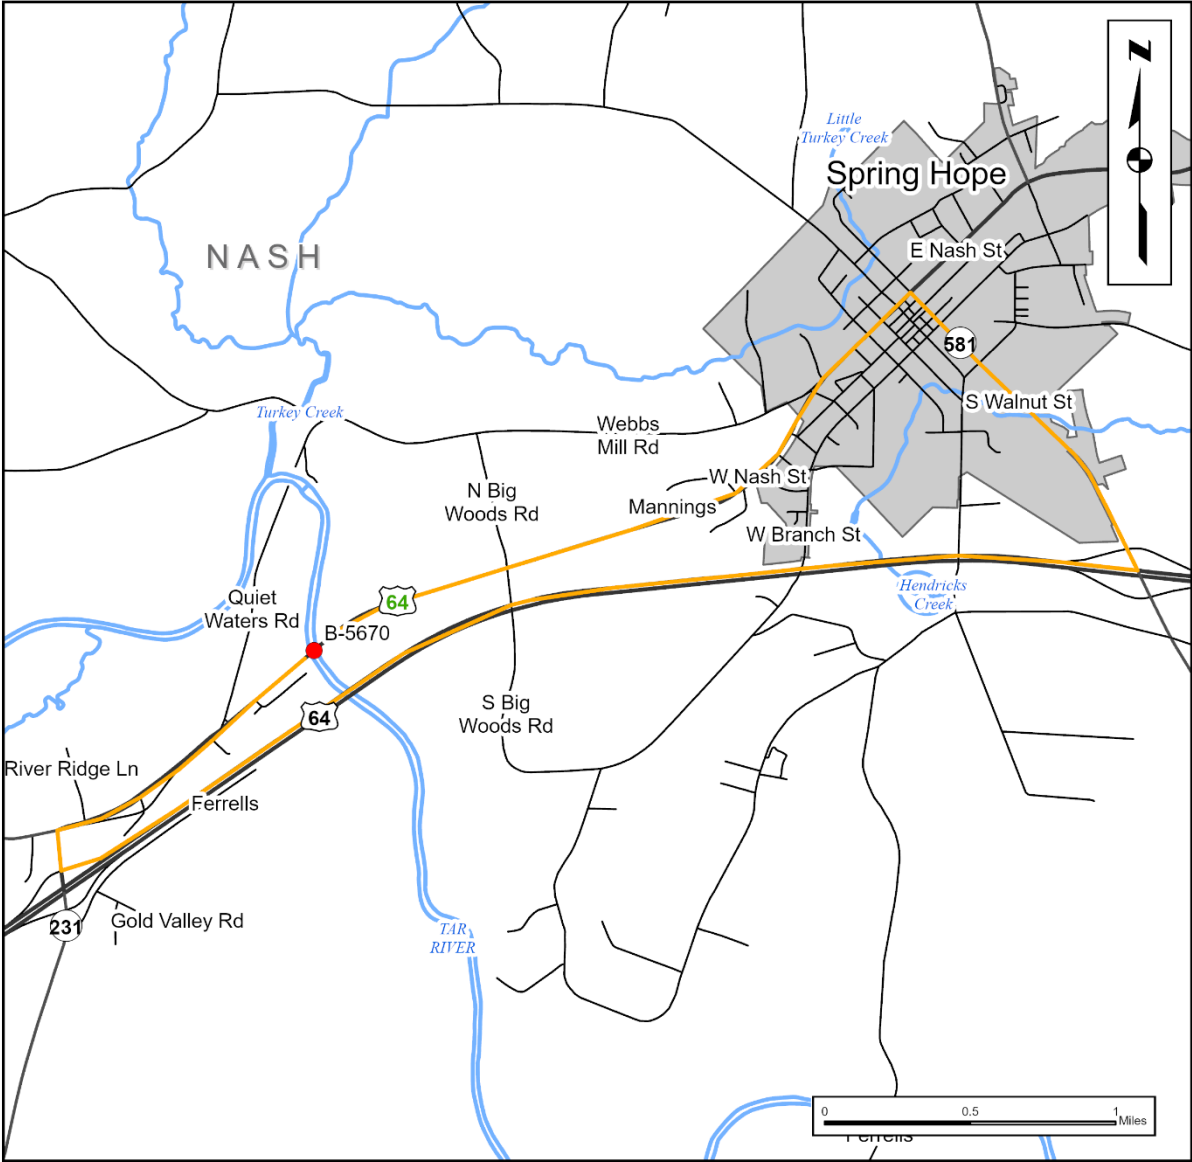 Little
Turkey Creek
Z
Spring Hope
E Nash St
NASH
581
S Walnut St
Turkey Creek
Webbs
Mill Rd
W Nash St
N Big
Woods Rd
Mannings
W Branch St
Hendricks
Creek
Quiet
Waters Rd
64
B-5670
64
S Big
Woods Rd
River Ridge Ln
Ferrells
231
Gold Valley Rd
TAR
RIVER
0 0.5 1
Miles
Ferrells